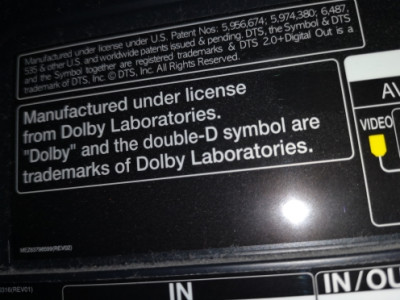 Manufactured under license under U.S. Patent Nos: 5,956,674; 5,974,380; 6,487,
535 & other U.S. and worldwide patents issued & pending. DTS, the Symbol & DTS
and the Symbol together are registered trademarks & DTS 2.0+Digital Out is a
trademark of DTS, Inc. © DTS, Inc. All Rights Reserved.
Manufactured under license
from Dolby Laboratories.
"Dolby" and the double-D symbol are
trademarks of Dolby Laboratories.
AV
VIDEO
IN
IN/OU